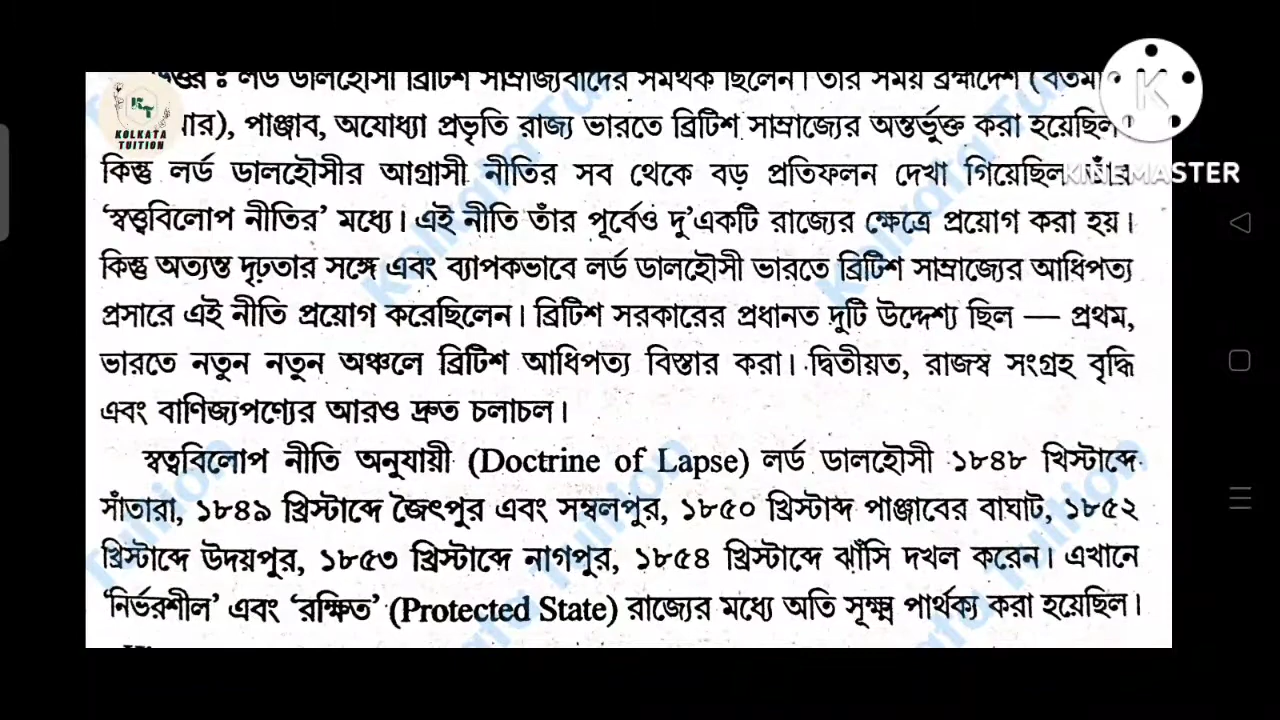 উত্তর : লর্ড ডালহৌসী ব্রিটিশ সাম্রাজ্যবাদের সমর্থক ছিলেন। তাঁর সময় ব্রহ্মদেশ
KOLKATA
TUITION
পাঞ্জাব, অযোধ্যা প্রভৃতি রাজ্য ভারতে ব্রিটিশ সাম্রাজ্যের অন্তর্ভুক্ত করা হয়েছিল।
K
KINEMASTER
কিন্তু লর্ড ডালহৌসীর আগ্রাসী নীতির সব থেকে বড় প্রতিফলন দেখা গিয়েছিল তাঁর
‘স্বত্ত্ববিলোপ নীতির’ মধ্যে। এই নীতি তাঁর পূর্বেও দু’একটি রাজ্যের ক্ষেত্রে প্রয়োগ করা হয়।
কিন্তু অত্যন্ত দৃঢ়তার সঙ্গে এবং ব্যাপকভাবে লর্ড ডালহৌসী ভারতে ব্রিটিশ সাম্রাজ্যের আধিপত্য
প্রসারে এই নীতি প্রয়োগ করেছিলেন। ব্রিটিশ সরকারের প্রধানত দুটি উদ্দেশ্য ছিল — প্রথম,
ভারতে নতুন নতুন অঞ্চলে ব্রিটিশ আধিপত্য বিস্তার করা। দ্বিতীয়ত, রাজস্ব সংগ্রহ বৃদ্ধি
এবং বাণিজ্যপণ্যের আরও দ্রুত চলাচল।
স্বত্ববিলোপ নীতি অনুযায়ী (Doctrine of Lapse) লর্ড ডালহৌসী ১৮৪৮ খিস্টাব্দে
সাঁতারা, ১৮৪৯ খ্রিস্টাব্দে জৈৎপুর এবং সম্বলপুর, ১৮৫০ খ্রিস্টাব্দ পাঞ্জাবের বাঘাট, ১৮৫২
খ্রিস্টাব্দে উদয়পুর, ১৮৫৩ খ্রিস্টাব্দে নাগপুর, ১৮৫৪ খ্রিস্টাব্দে ঝাঁসি দখল করেন। এখানে
‘নির্ভরশীল’ এবং ‘রক্ষিত’ (Protected State) রাজ্যের মধ্যে অতি সূক্ষ্ম পার্থক্য করা হয়েছিল।